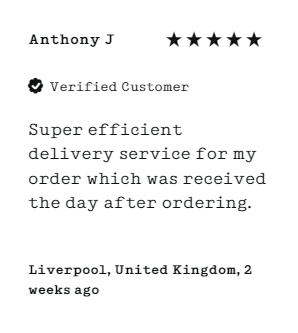 Anthony J ★★★★★
Verified Customer
Super efficient
delivery service for my
order which was received
the day after ordering.
Liverpool, United Kingdom, 2
weeks ago